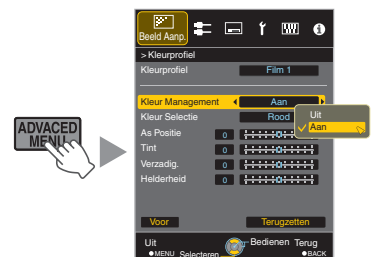 ADVACED
MENU
Beeld Aanp.
> Kleurprofiel
Kleurprofiel Film 1
Kleur Management Aan
Uit
Aan
Kleur Selectie Rood
As Positie 0
Tint 0
Verzadig. 0
Helderheid 0
Voor Terugzetten
Uit Bedienen Terug
MENU Selecteren BACK